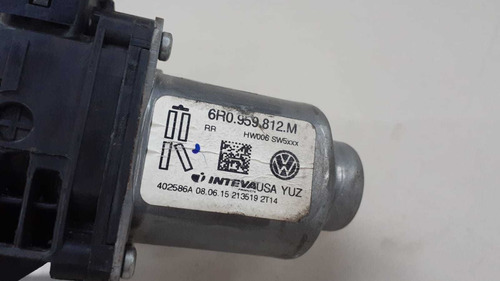 6R0.959.812.M
RR HW006 SW5xxx
INTEVA USA YUZ
402586A 08.06.15 213519 2T14